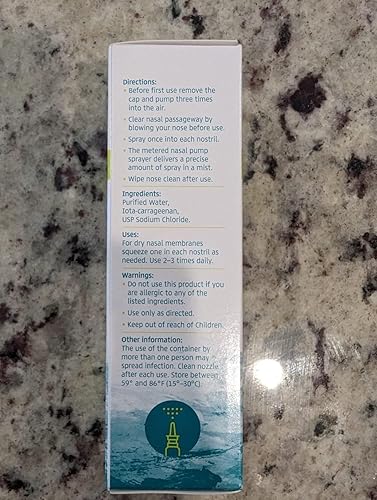 Directions:
• Before first use remove the
cap and pump three times
into the air.
• Clear nasal passageway by
blowing your nose before use.
• Spray once into each nostril.
• The metered nasal pump
sprayer delivers a precise
amount of spray in a mist.
• Wipe nose clean after use.
Ingredients:
Purified Water,
Iota-carrageenan,
USP Sodium Chloride.
Uses:
For dry nasal membranes
squeeze one in each nostril as
needed. Use 2–3 times daily.
Warnings:
• Do not use this product if you
are allergic to any of the
listed ingredients.
• Use only as directed.
• Keep out of reach of Children.
Other information:
The use of the container by
more than one person may
spread infection. Clean nozzle
after each use. Store between
59° and 86°F (15°–30°C).